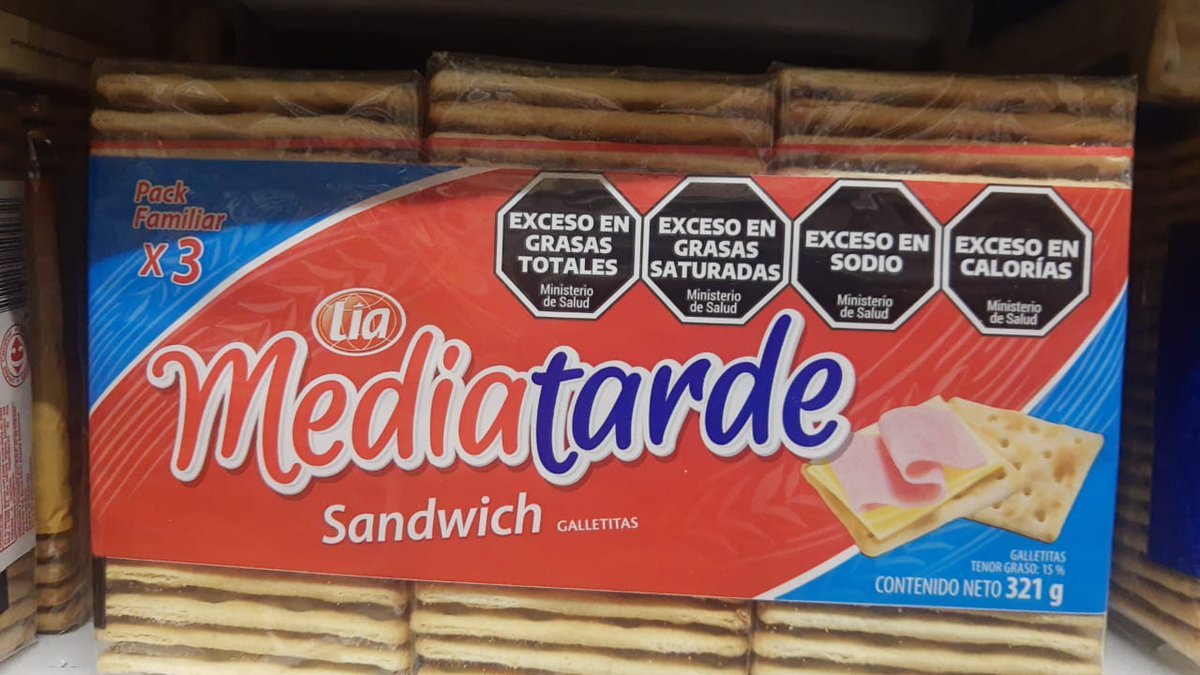 Pack
Familiar
x 3
EXCESO EN
GRASAS
TOTALES
Ministerio
de Salud
EXCESO EN
GRASAS
SATURADAS
Ministerio
de Salud
EXCESO EN
SODIO
Ministerio
de Salud
EXCESO EN
CALORÍAS
Ministerio
de Salud
Lía
Mediatarde
Sandwich GALLETITAS
GALLETITAS
TENOR GRASO: 15 %
CONTENIDO NETO 321 g